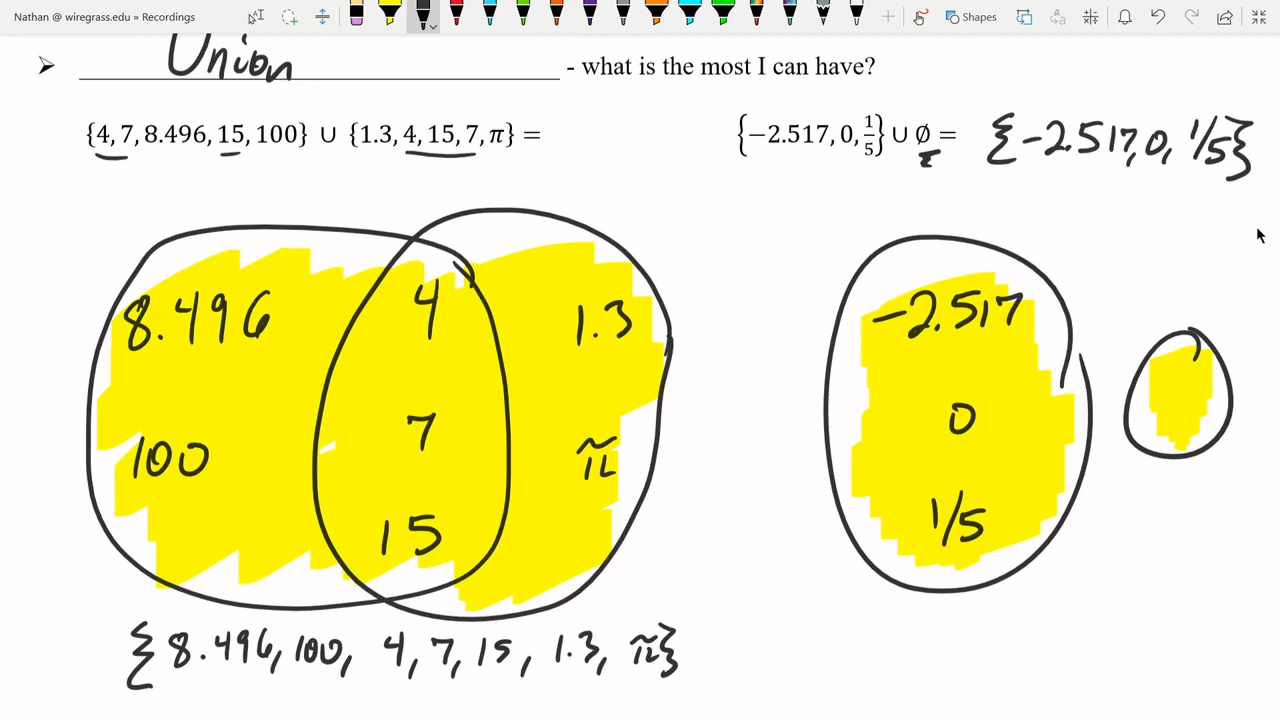 Nathan @ wiregrass.edu » Recordings
Shapes
➢ Union - what is the most I can have?
{4, 7, 8.496, 15, 100} ∪ {1.3, 4, 15, 7, π} =
{−2.517, 0, 1/5} ∪ ∅ = {-2.517, 0, 1/5}
8.496 4 1.3
100 7 π
15
-2.517
0
1/5
{8.496, 100, 4, 7, 15, 1.3, π}